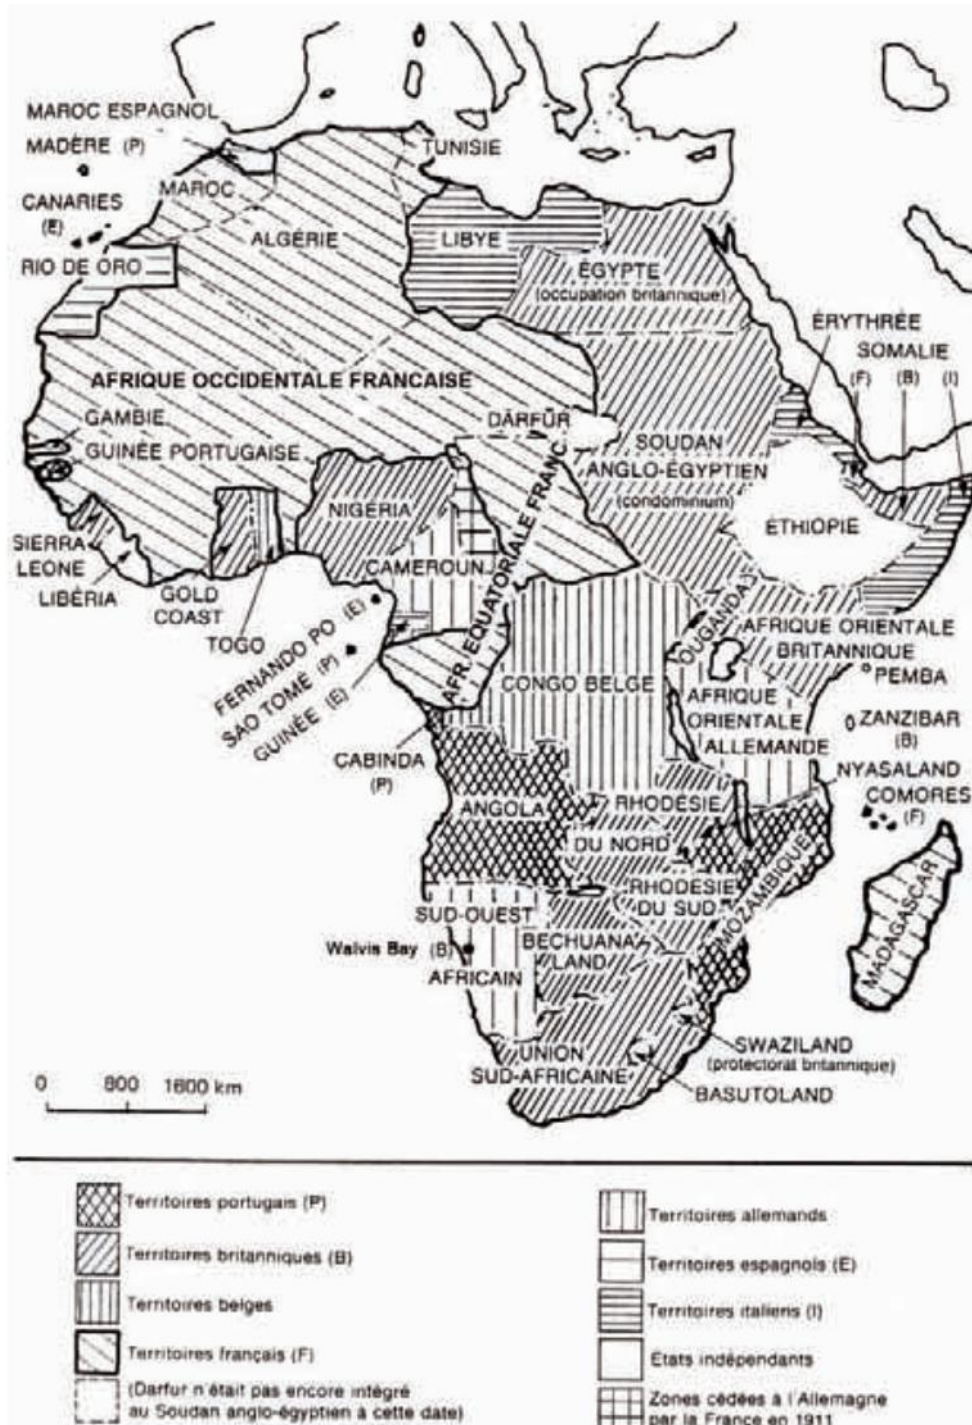 MAROC ESPAGNOL
MADÈRE (P)
TUNISIE
MAROC
CANARIES
(E)
ALGÉRIE
LIBYE
RIO DE ORO
ÉGYPTE
(occupation britannique)
ÉRYTHRÉE
SOMALIE
(F) (B) (I)
AFRIQUE OCCIDENTALE FRANCAISE
GAMBIE
DĀRFŪR
GUINÉE PORTUGAISE
SOUDAN
ANGLO-ÉGYPTIEN
(condominium)
NIGÉRIA
ÉTHIOPIE
SIERRA
LEONE
CAMEROUN
LIBÉRIA
GOLD
COAST
TOGO
AFR. EQUATORIALE FRANC
OUGANDA
AFRIQUE ORIENTALE
BRITANNIQUE
PEMBA
FERNANDO PO (E)
SAO TOMÉ (P)
GUINÉE (E)
CONGO BELGE
AFRIQUE
ORIENTALE
ALLEMANDE
ZANZIBAR
(B)
CABINDA
(P)
NYASALAND
COMORES
(F)
ANGOLA
RHODÉSIE
DU NORD
MOZAMBIQUE
RHODÉSIE
DU SUD
MADAGASCAR
SUD-OUEST
AFRICAIN
Walvis Bay (B)
BECHUANA
LAND
SWAZILAND
(protectorat britannique)
UNION
SUD-AFRICAINE
BASUTOLAND
0 800 1600 km
Territoires portugais (P)
Territoires britanniques (B)
Territoires belges
Territoires français (F)
(Darfur n'était pas encore intégré
au Soudan anglo-égyptien à cette date)
Territoires allemands
Territoires espagnols (E)
Territoires italiens (I)
Etats indépendants
Zones cédées à l'Allemagne
par la France en 1911